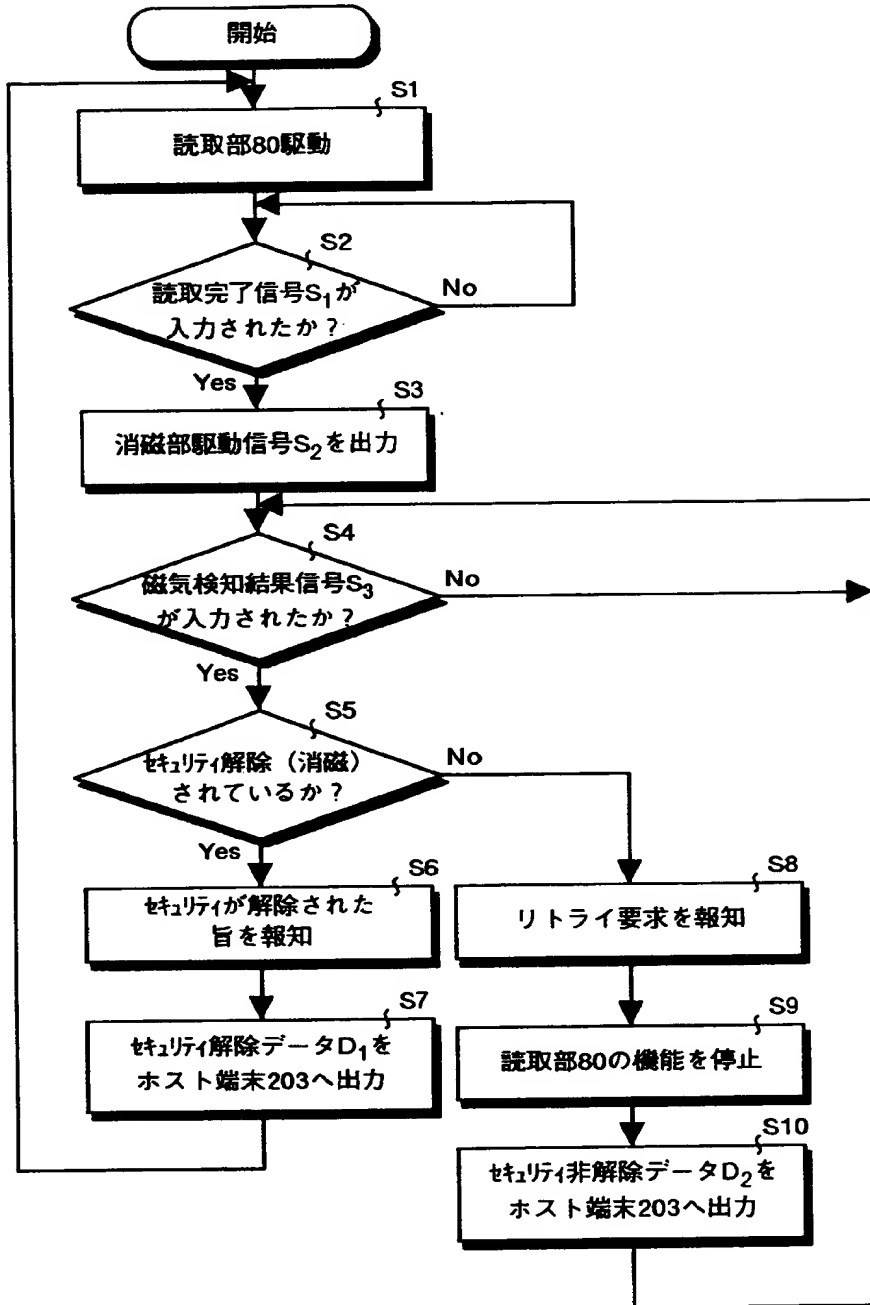 開始
S1
読取部80駆動
S2
読取完了信号S₁が
入力されたか？
No
Yes
S3
消磁部駆動信号S₂を出力
S4
磁気検知結果信号S₃
が入力されたか？
No
Yes
S5
ｾｷｭﾘﾃｨ解除（消磁）
されているか？
No
Yes
S6
ｾｷｭﾘﾃｨが解除された
旨を報知
S8
リトライ要求を報知
S7
ｾｷｭﾘﾃｨ解除データD₁を
ホスト端末203へ出力
S9
読取部80の機能を停止
S10
ｾｷｭﾘﾃｨ非解除データD₂を
ホスト端末203へ出力